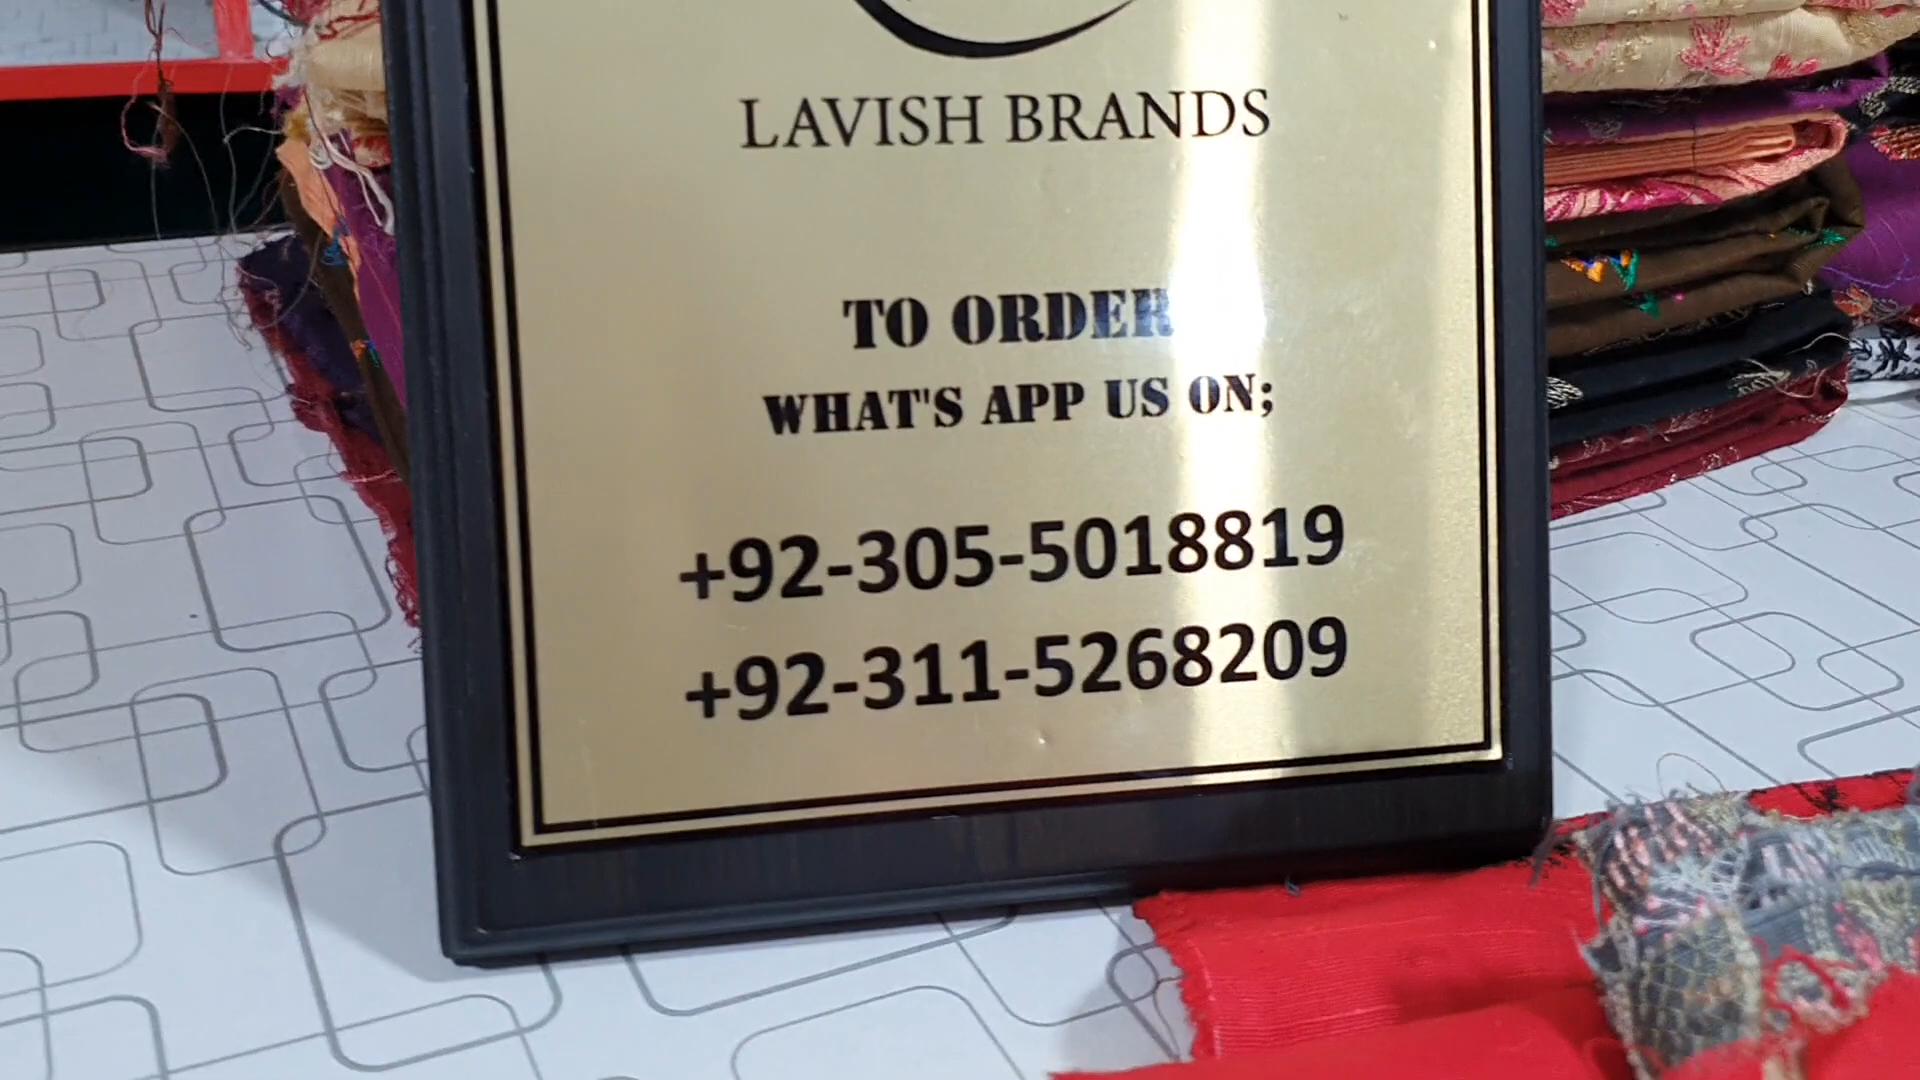 LAVISH BRANDS
TO ORDER
WHAT'S APP US ON;
+92-305-5018819
+92-311-5268209